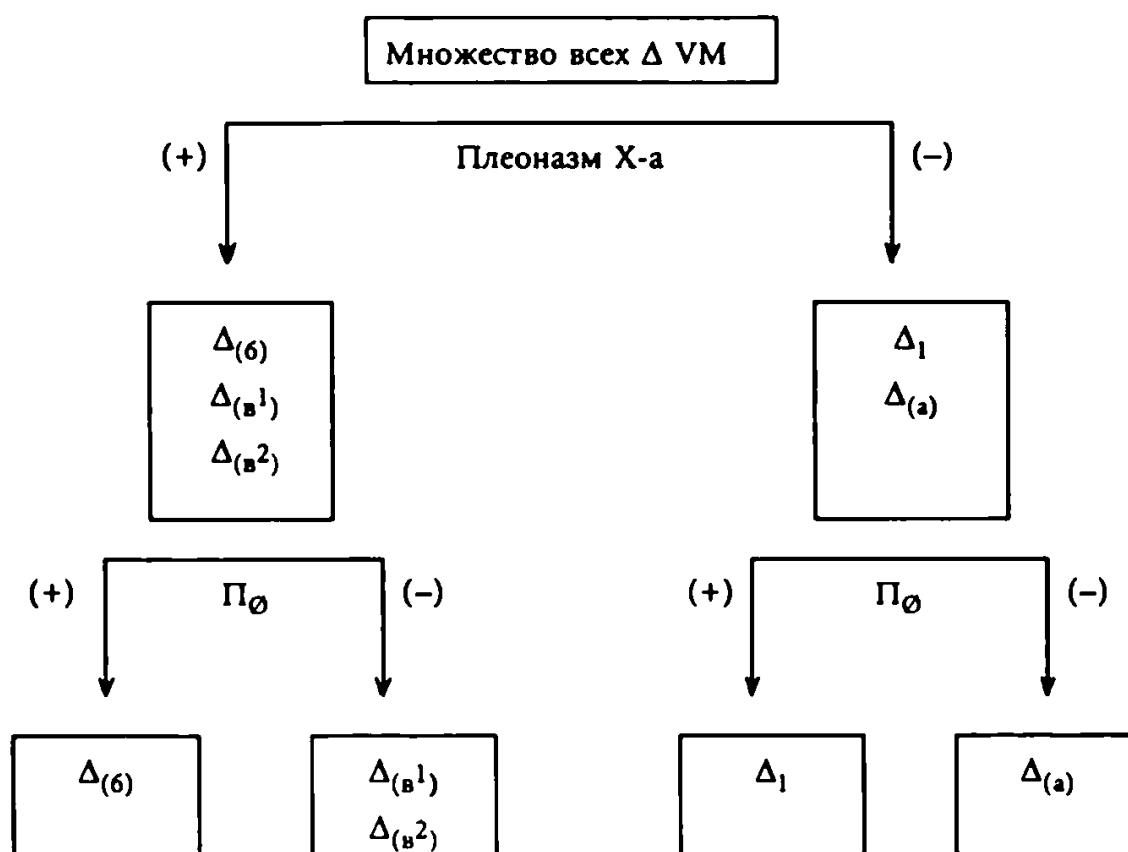 Множество всех Δ VM
(+) Плеоназм X-а (–)
Δ(б) Δ₁
Δ(в¹) Δ(а)
Δ(в²)
(+) П∅ (–) (+) П∅ (–)
Δ(б) Δ(в¹) Δ₁ Δ(а)
Δ(в²)